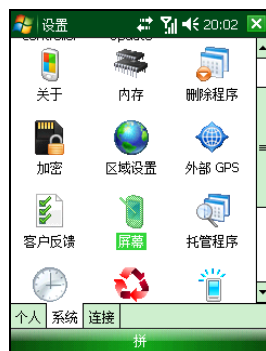 设置 20:02
关于 内存 删除程序
加密 区域设置 外部 GPS
客户反馈 屏幕 托管程序
个人 系统 连接
拼